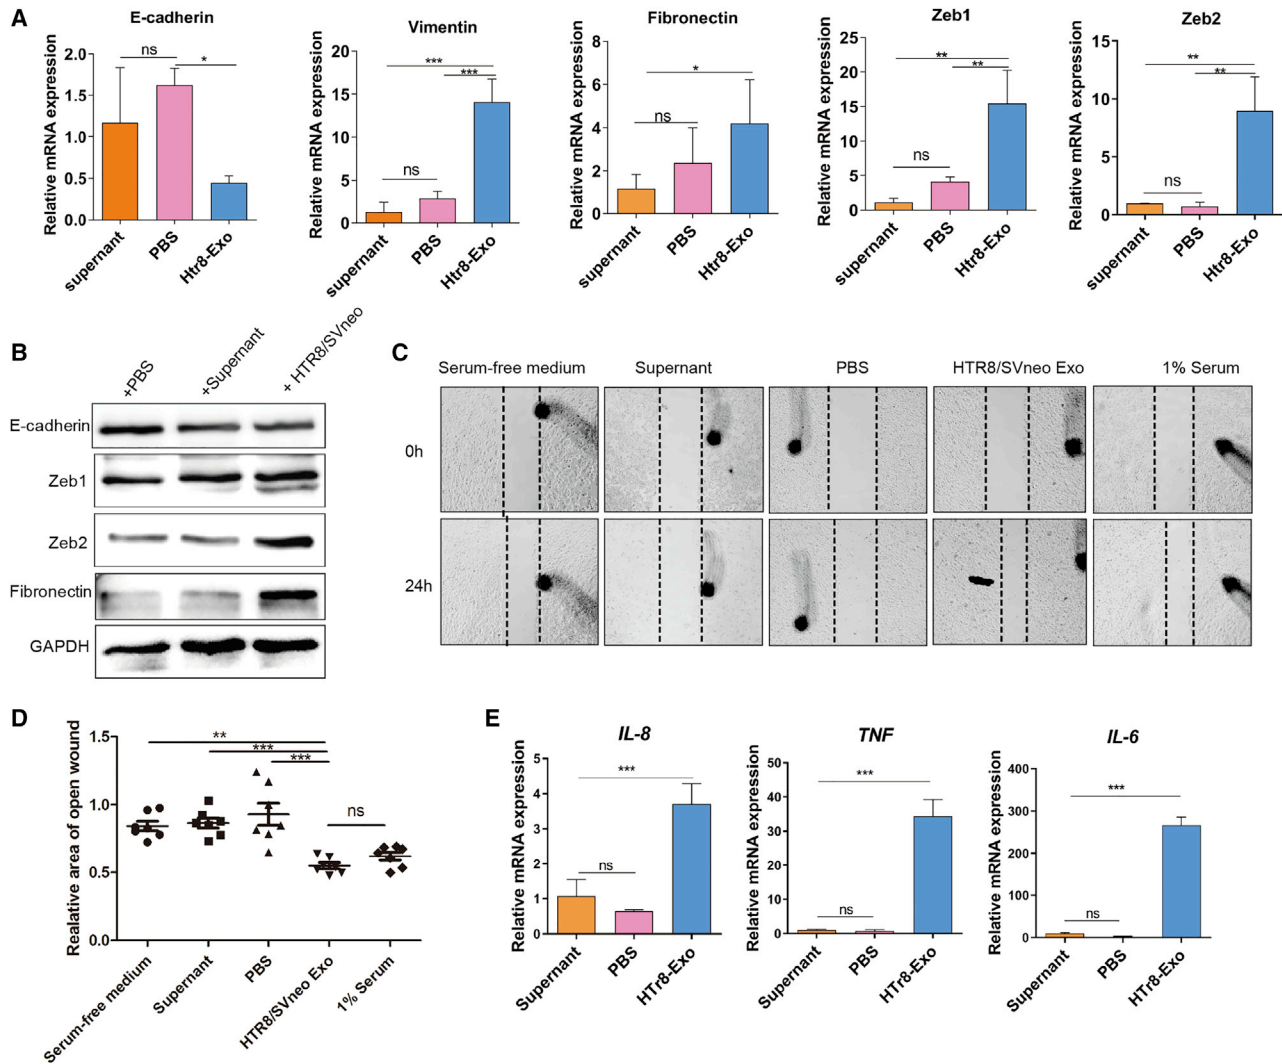 A
E-cadherin
Relative mRNA expression
2.0
1.5
1.0
0.5
0.0
ns
*
supernant
PBS
Htr8-Exo
Vimentin
Relative mRNA expression
20
15
10
5
0
***
***
ns
supernant
PBS
Htr8-Exo
Fibronectin
Relative mRNA expression
8
6
4
2
0
*
ns
supernant
PBS
Htr8-Exo
Zeb1
Relative mRNA expression
25
20
15
10
5
0
**
**
ns
supernant
PBS
Htr8-Exo
Zeb2
Relative mRNA expression
15
10
5
0
**
**
ns
supernant
PBS
Htr8-Exo
B
+PBS
+Supernant
+ HTR8/SVneo
E-cadherin
Zeb1
Zeb2
Fibronectin
GAPDH
C
Serum-free medium
Supernant
PBS
HTR8/SVneo Exo
1% Serum
0h
24h
D
Relative area of open wound
1.5
1.0
0.5
0.0
**
***
***
ns
Serum-free medium
Supernant
PBS
HTR8/SVneo Exo
1% Serum
E
IL-8
Relative mRNA expression
5
4
3
2
1
0
***
ns
Supernant
PBS
HTr8-Exo
TNF
Relative mRNA expression
50
40
30
20
10
0
***
ns
Supernant
PBS
HTr8-Exo
IL-6
Relative mRNA expression
400
300
200
100
0
***
ns
Supernant
PBS
HTr8-Exo